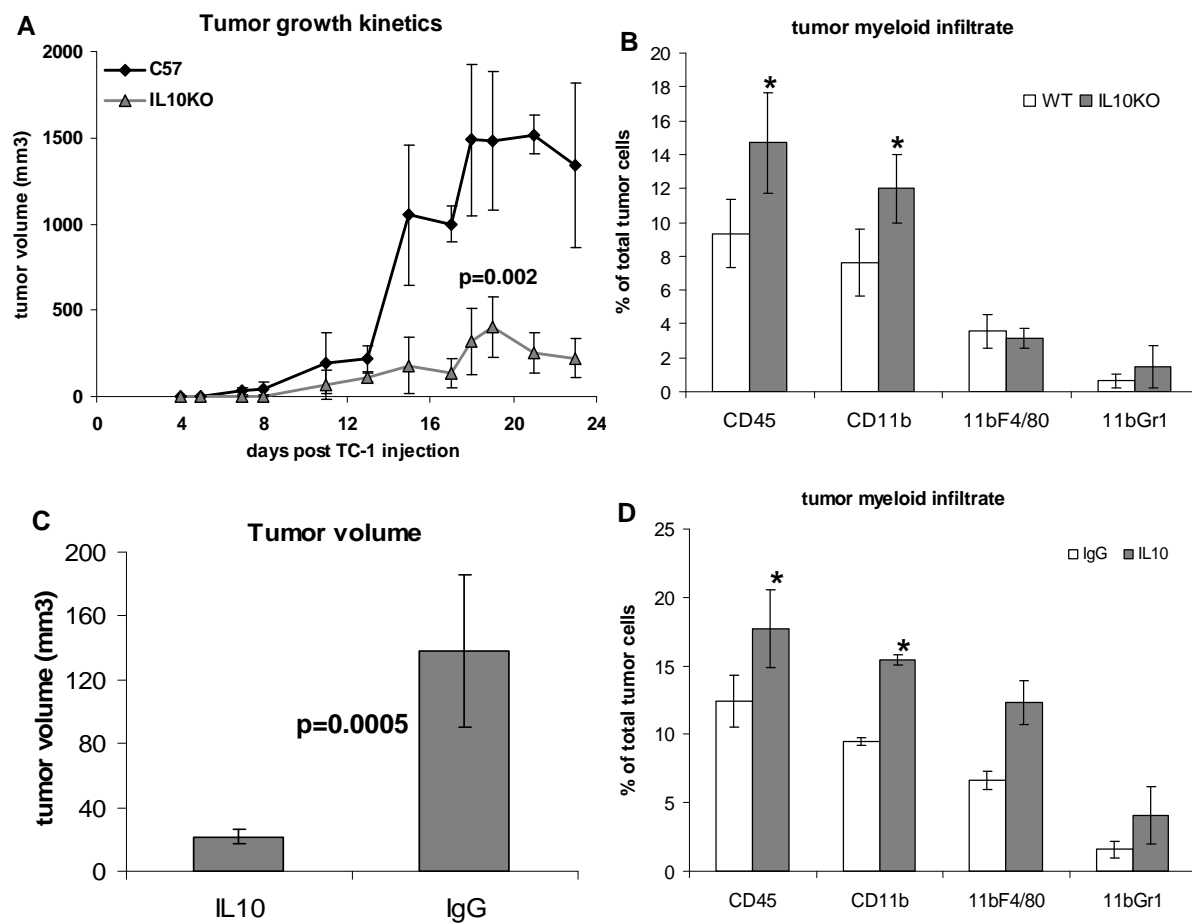 A
Tumor growth kinetics
2000
1500
1000
500
0
tumor volume (mm3)
C57
IL10KO
p=0.002
0 4 8 12 16 20 24
days post TC-1 injection
B
tumor myeloid infiltrate
20
18
16
14
12
10
8
6
4
2
0
% of total tumor cells
WT IL10KO
* *
CD45 CD11b 11bF4/80 11bGr1
C
Tumor volume
200
160
120
80
40
0
tumor volume (mm3)
p=0.0005
IL10 IgG
D
tumor myeloid infiltrate
25
20
15
10
5
0
% of total tumor cells
IgG IL10
* *
CD45 CD11b 11bF4/80 11bGr1